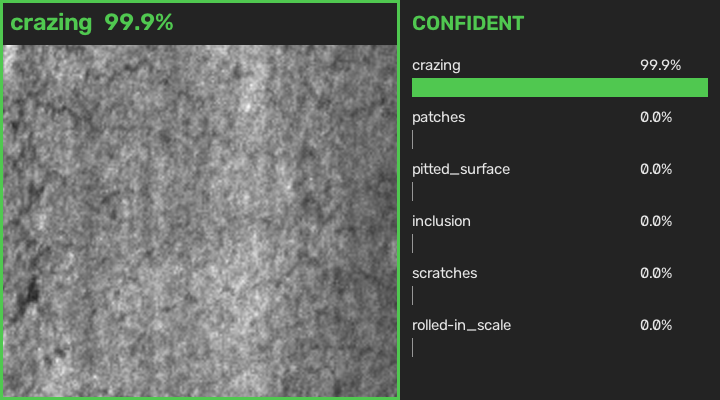 crazing 99.9%
CONFIDENT
crazing 99.9%
patches 0.0%
pitted_surface 0.0%
inclusion 0.0%
scratches 0.0%
rolled-in_scale 0.0%